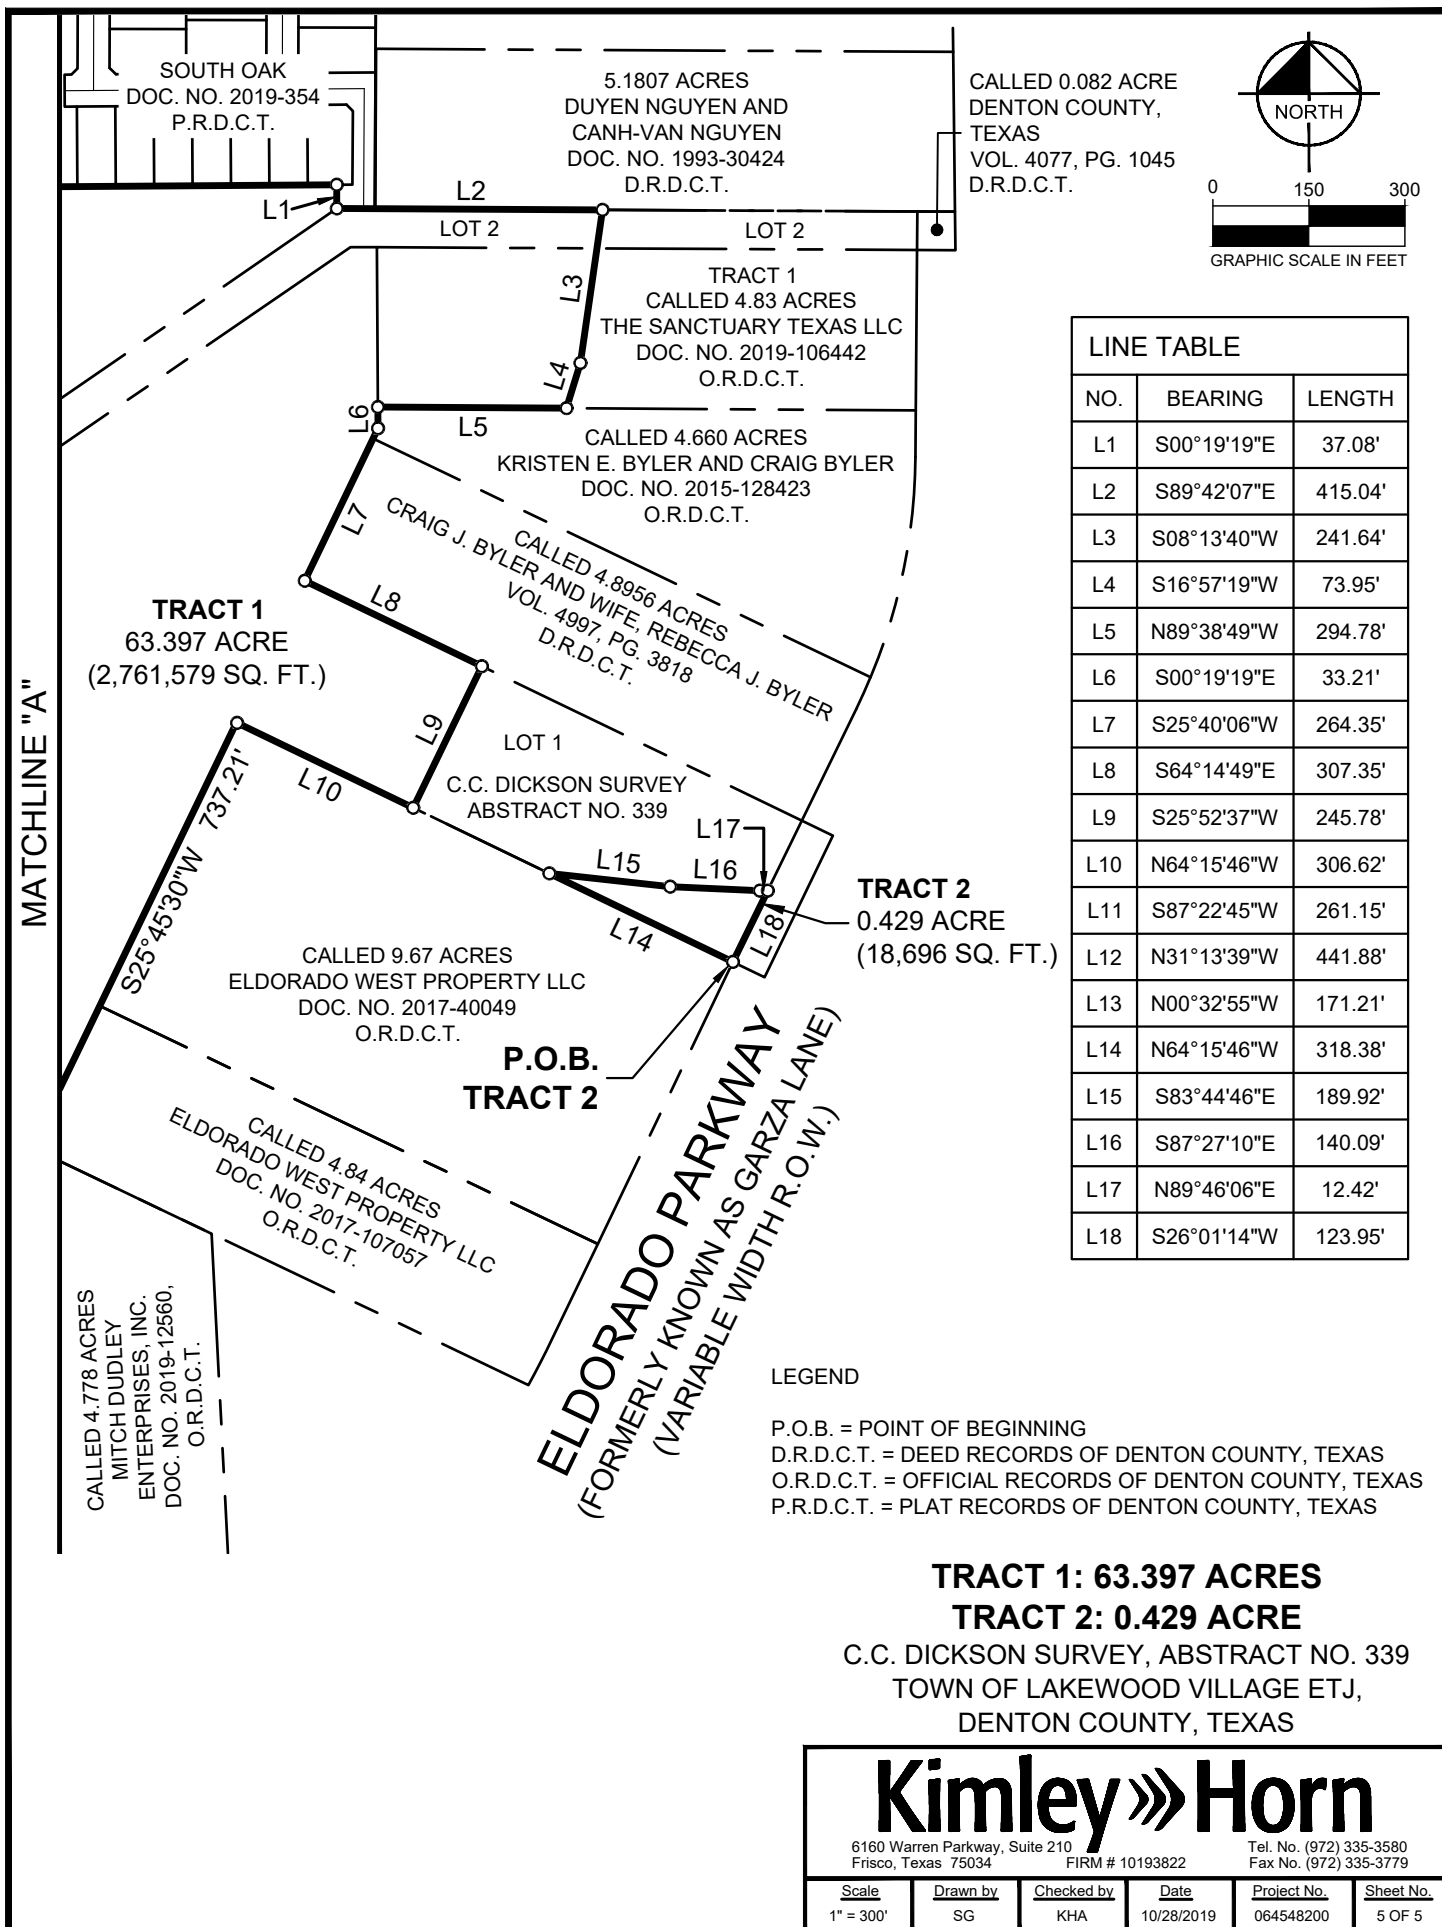 SOUTH OAK
DOC. NO. 2019-354
P.R.D.C.T.
5.1807 ACRES
DUYEN NGUYEN AND
CANH-VAN NGUYEN
DOC. NO. 1993-30424
D.R.D.C.T.
CALLED 0.082 ACRE
DENTON COUNTY,
TEXAS
VOL. 4077, PG. 1045
D.R.D.C.T.
NORTH
0 150 300
GRAPHIC SCALE IN FEET
L1
L2
LOT 2
LOT 2
L3
TRACT 1
CALLED 4.83 ACRES
THE SANCTUARY TEXAS LLC
DOC. NO. 2019-106442
O.R.D.C.T.
L4
L6
L5
CALLED 4.660 ACRES
KRISTEN E. BYLER AND CRAIG BYLER
DOC. NO. 2015-128423
O.R.D.C.T.
L7
CALLED 4.8956 ACRES
CRAIG J. BYLER AND WIFE, REBECCA J. BYLER
VOL. 4997, PG. 3818
D.R.D.C.T.
L8
TRACT 1
63.397 ACRE
(2,761,579 SQ. FT.)
MATCHLINE "A"
L9
LOT 1
C.C. DICKSON SURVEY
ABSTRACT NO. 339
L10
S25°45'30"W 737.21'
L17
L15
L16
L14
L18
TRACT 2
0.429 ACRE
(18,696 SQ. FT.)
CALLED 9.67 ACRES
ELDORADO WEST PROPERTY LLC
DOC. NO. 2017-40049
O.R.D.C.T.
P.O.B.
TRACT 2
CALLED 4.84 ACRES
ELDORADO WEST PROPERTY LLC
DOC. NO. 2017-107057
O.R.D.C.T.
ELDORADO PARKWAY
(FORMERLY KNOWN AS GARZA LANE)
(VARIABLE WIDTH R.O.W.)
CALLED 4.778 ACRES
MITCH DUDLEY
ENTERPRISES, INC.
DOC. NO. 2019-12560,
O.R.D.C.T.
LINE TABLE
NO. BEARING LENGTH
L1 S00°19'19"E 37.08'
L2 S89°42'07"E 415.04'
L3 S08°13'40"W 241.64'
L4 S16°57'19"W 73.95'
L5 N89°38'49"W 294.78'
L6 S00°19'19"E 33.21'
L7 S25°40'06"W 264.35'
L8 S64°14'49"E 307.35'
L9 S25°52'37"W 245.78'
L10 N64°15'46"W 306.62'
L11 S87°22'45"W 261.15'
L12 N31°13'39"W 441.88'
L13 N00°32'55"W 171.21'
L14 N64°15'46"W 318.38'
L15 S83°44'46"E 189.92'
L16 S87°27'10"E 140.09'
L17 N89°46'06"E 12.42'
L18 S26°01'14"W 123.95'
LEGEND
P.O.B. = POINT OF BEGINNING
D.R.D.C.T. = DEED RECORDS OF DENTON COUNTY, TEXAS
O.R.D.C.T. = OFFICIAL RECORDS OF DENTON COUNTY, TEXAS
P.R.D.C.T. = PLAT RECORDS OF DENTON COUNTY, TEXAS
TRACT 1: 63.397 ACRES
TRACT 2: 0.429 ACRE
C.C. DICKSON SURVEY, ABSTRACT NO. 339
TOWN OF LAKEWOOD VILLAGE ETJ,
DENTON COUNTY, TEXAS
Kimley»Horn
6160 Warren Parkway, Suite 210 Tel. No. (972) 335-3580
Frisco, Texas 75034 FIRM # 10193822 Fax No. (972) 335-3779
Scale Drawn by Checked by Date Project No. Sheet No.
1" = 300' SG KHA 10/28/2019 064548200 5 OF 5